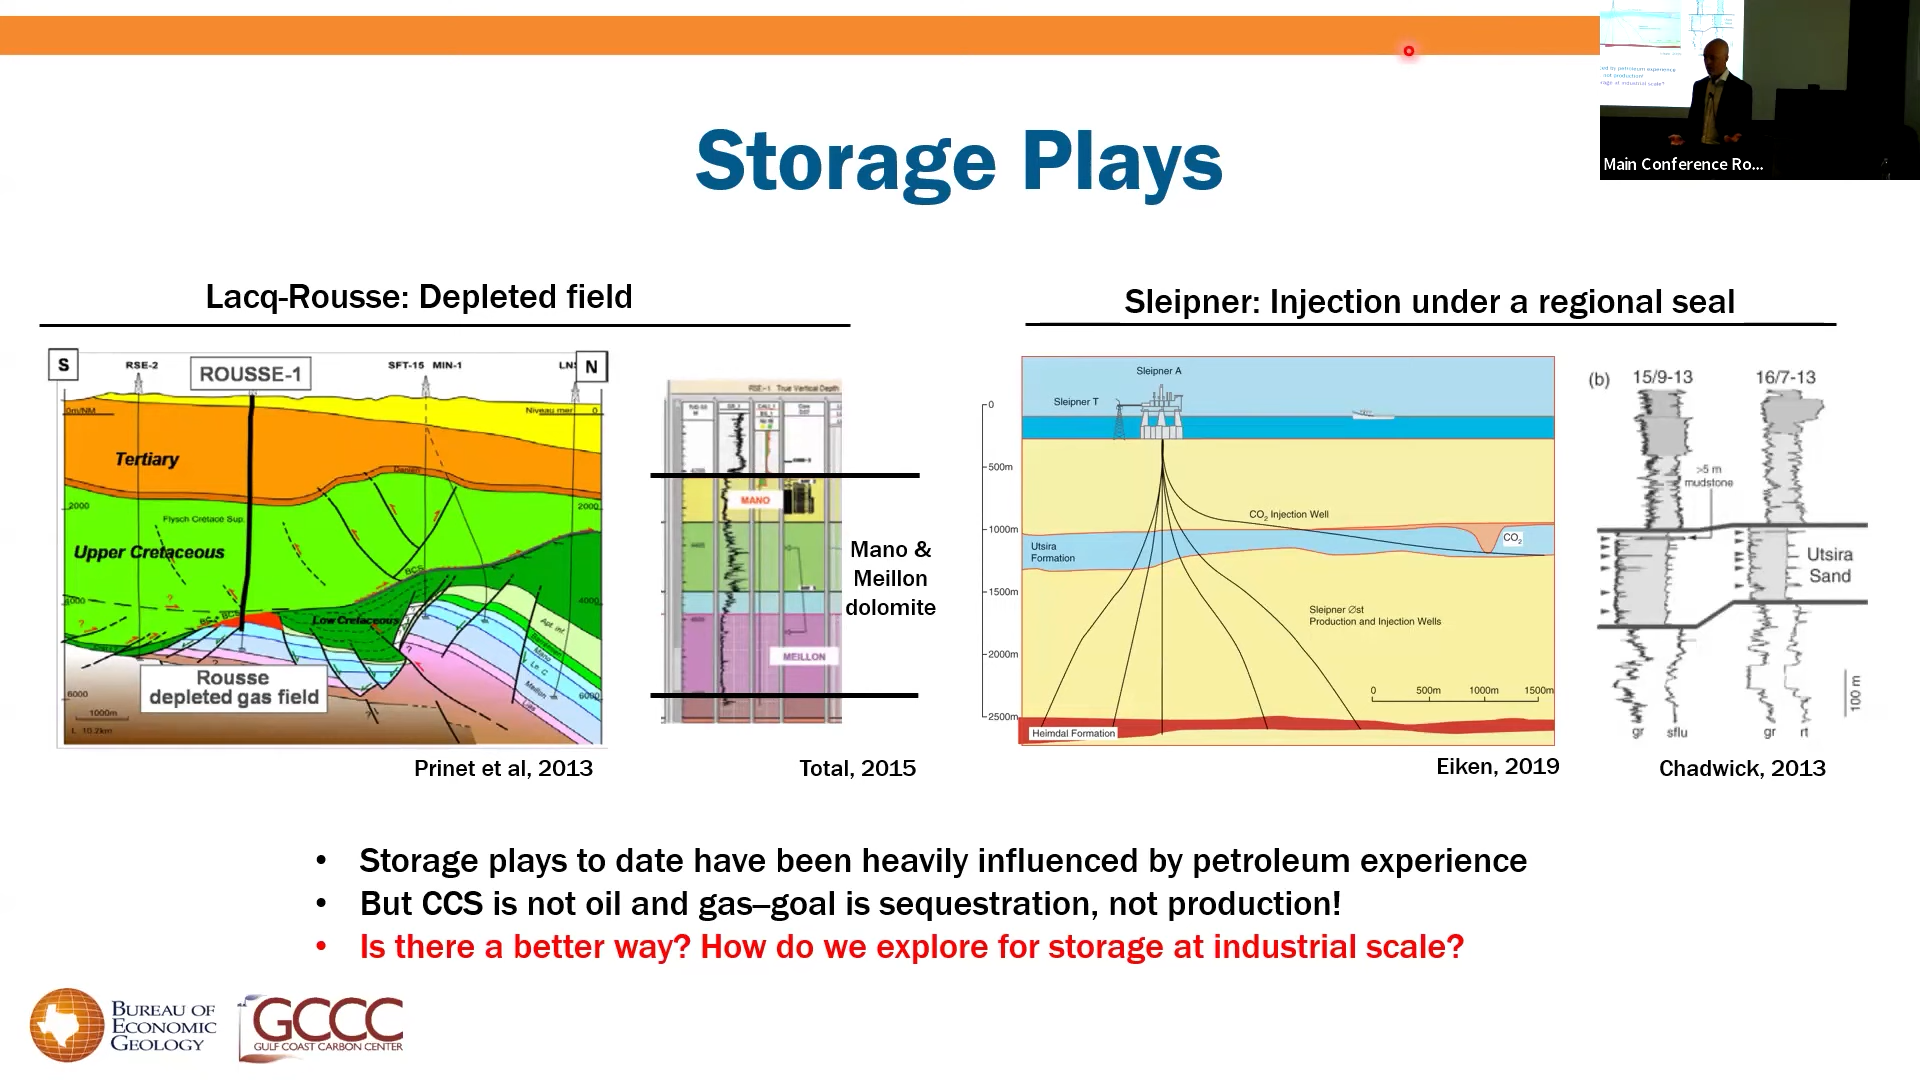 Main Conference Ro...
Storage Plays
Lacq-Rousse: Depleted field
S
RSE-2
ROUSSE-1
SFT-15 MIN-1
N
0m/NM
Niveau mer
0
Tertiary
2000
2000
Flysch Crétacé Sup.
Upper Cretaceous
BCS
4000
4000
Low Cretaceous
Apt. inf.
Mano
Meillon
Lias
Rousse
depleted gas field
6000
6000
1000m
Prinet et al, 2013
RSE-1 True Vertical Depth
MANO
MEILLON
Mano &
Meillon
dolomite
Total, 2015
Sleipner: Injection under a regional seal
Sleipner A
Sleipner T
0
500m
1000m
1500m
2000m
2500m
CO2 Injection Well
CO2
Utsira
Formation
Sleipner Øst
Production and Injection Wells
0 500m 1000m 1500m
Heimdal Formation
Eiken, 2019
(b) 15/9-13 16/7-13
>5 m
mudstone
Utsira
Sand
100 m
gr sflu gr rt
Chadwick, 2013
• Storage plays to date have been heavily influenced by petroleum experience
• But CCS is not oil and gas–goal is sequestration, not production!
• Is there a better way? How do we explore for storage at industrial scale?
BUREAU OF
ECONOMIC
GEOLOGY
GCCC
GULF COAST CARBON CENTER